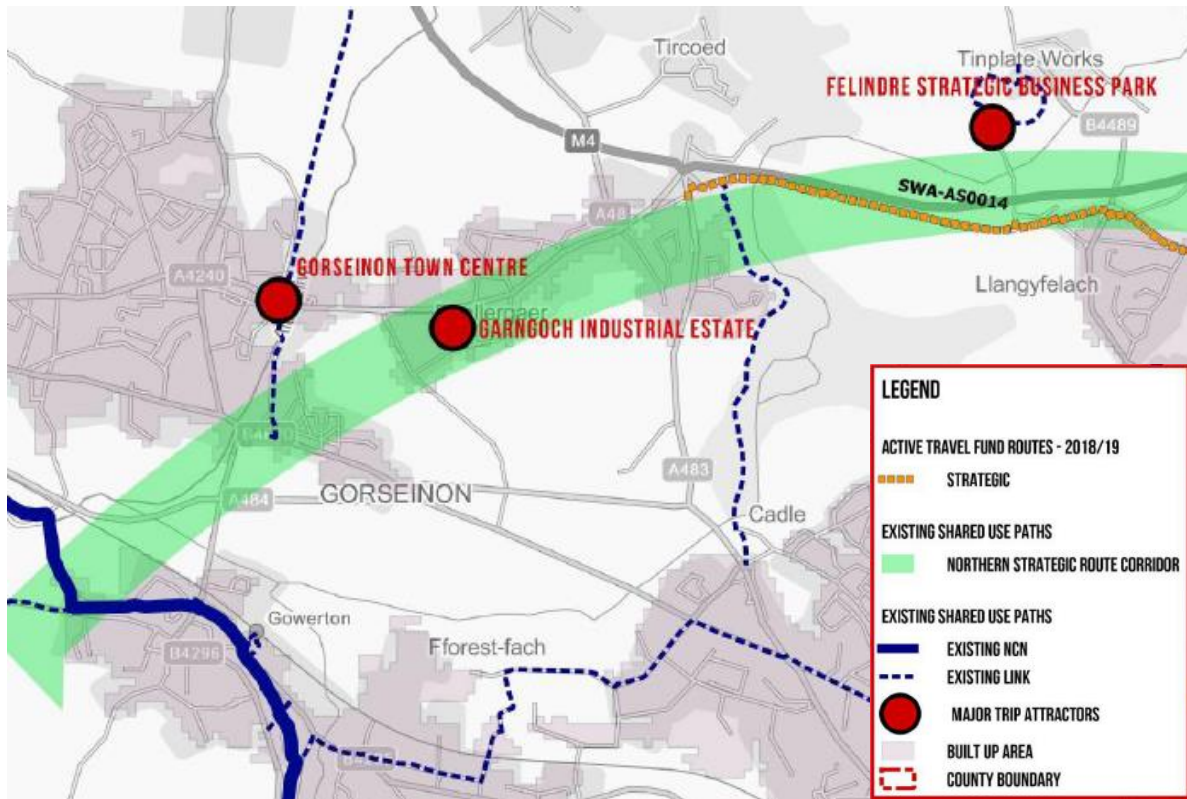 Tircoed
Tinplate Works
FELINDRE STRATEGIC BUSINESS PARK
B4489
M4
SWA-AS0014
A48
GORSEINON TOWN CENTRE
A4240
Llangyfelach
GARNGOCH INDUSTRIAL ESTATE
A483
A484
GORSEINON
Cadle
Gowerton
Fforest-fach
B4296
LEGEND
ACTIVE TRAVEL FUND ROUTES - 2018/19
STRATEGIC
EXISTING SHARED USE PATHS
NORTHERN STRATEGIC ROUTE CORRIDOR
EXISTING SHARED USE PATHS
EXISTING NCN
EXISTING LINK
MAJOR TRIP ATTRACTORS
BUILT UP AREA
COUNTY BOUNDARY